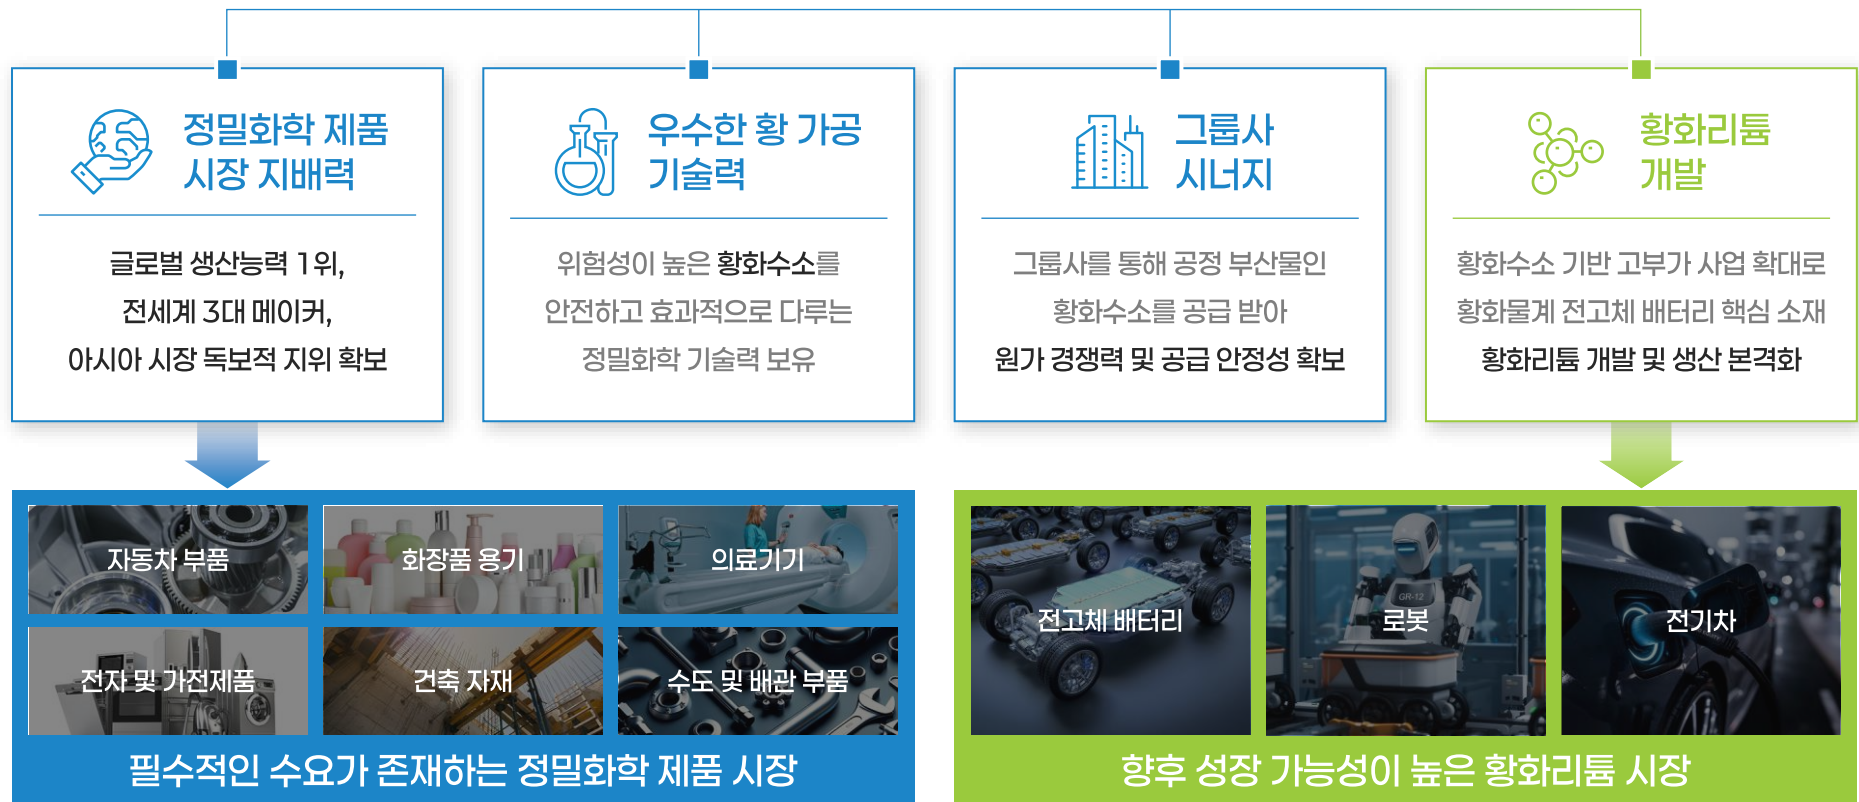 정밀화학 제품
시장 지배력
글로벌 생산능력 1위,
전세계 3대 메이커,
아시아 시장 독보적 지위 확보
우수한 황 가공
기술력
위험성이 높은 황화수소를
안전하고 효과적으로 다루는
정밀화학 기술력 보유
그룹사
시너지
그룹사를 통해 공정 부산물인
황화수소를 공급 받아
원가 경쟁력 및 공급 안정성 확보
황화리튬
개발
황화수소 기반 고부가 사업 확대로
황화물계 전고체 배터리 핵심 소재
황화리튬 개발 및 생산 본격화
자동차 부품
화장품 용기
의료기기
전자 및 가전제품
건축 자재
수도 및 배관 부품
필수적인 수요가 존재하는 정밀화학 제품 시장
전고체 배터리
GR-12
로봇
전기차
향후 성장 가능성이 높은 황화리튬 시장